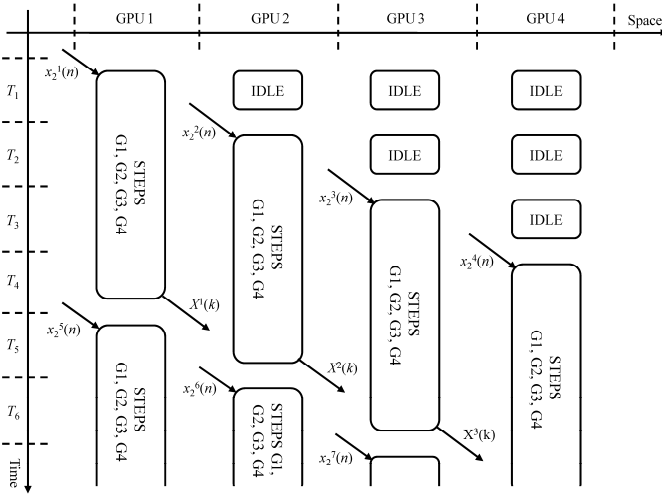 GPU 1 GPU 2 GPU 3 GPU 4 Space
x₂¹(n)
T₁ IDLE IDLE IDLE
x₂²(n)
T₂ IDLE IDLE
STEPS
G1, G2, G3, G4
x₂³(n)
T₃ IDLE
STEPS
G1, G2, G3, G4
x₂⁴(n)
T₄
STEPS
G1, G2, G3, G4
X¹(k)
x₂⁵(n)
T₅
STEPS
G1, G2, G3, G4
X²(k)
x₂⁶(n)
T₆
STEPS
G1, G2, G3, G4
STEPS G1,
G2, G3, G4
X³(k)
x₂⁷(n)
Time